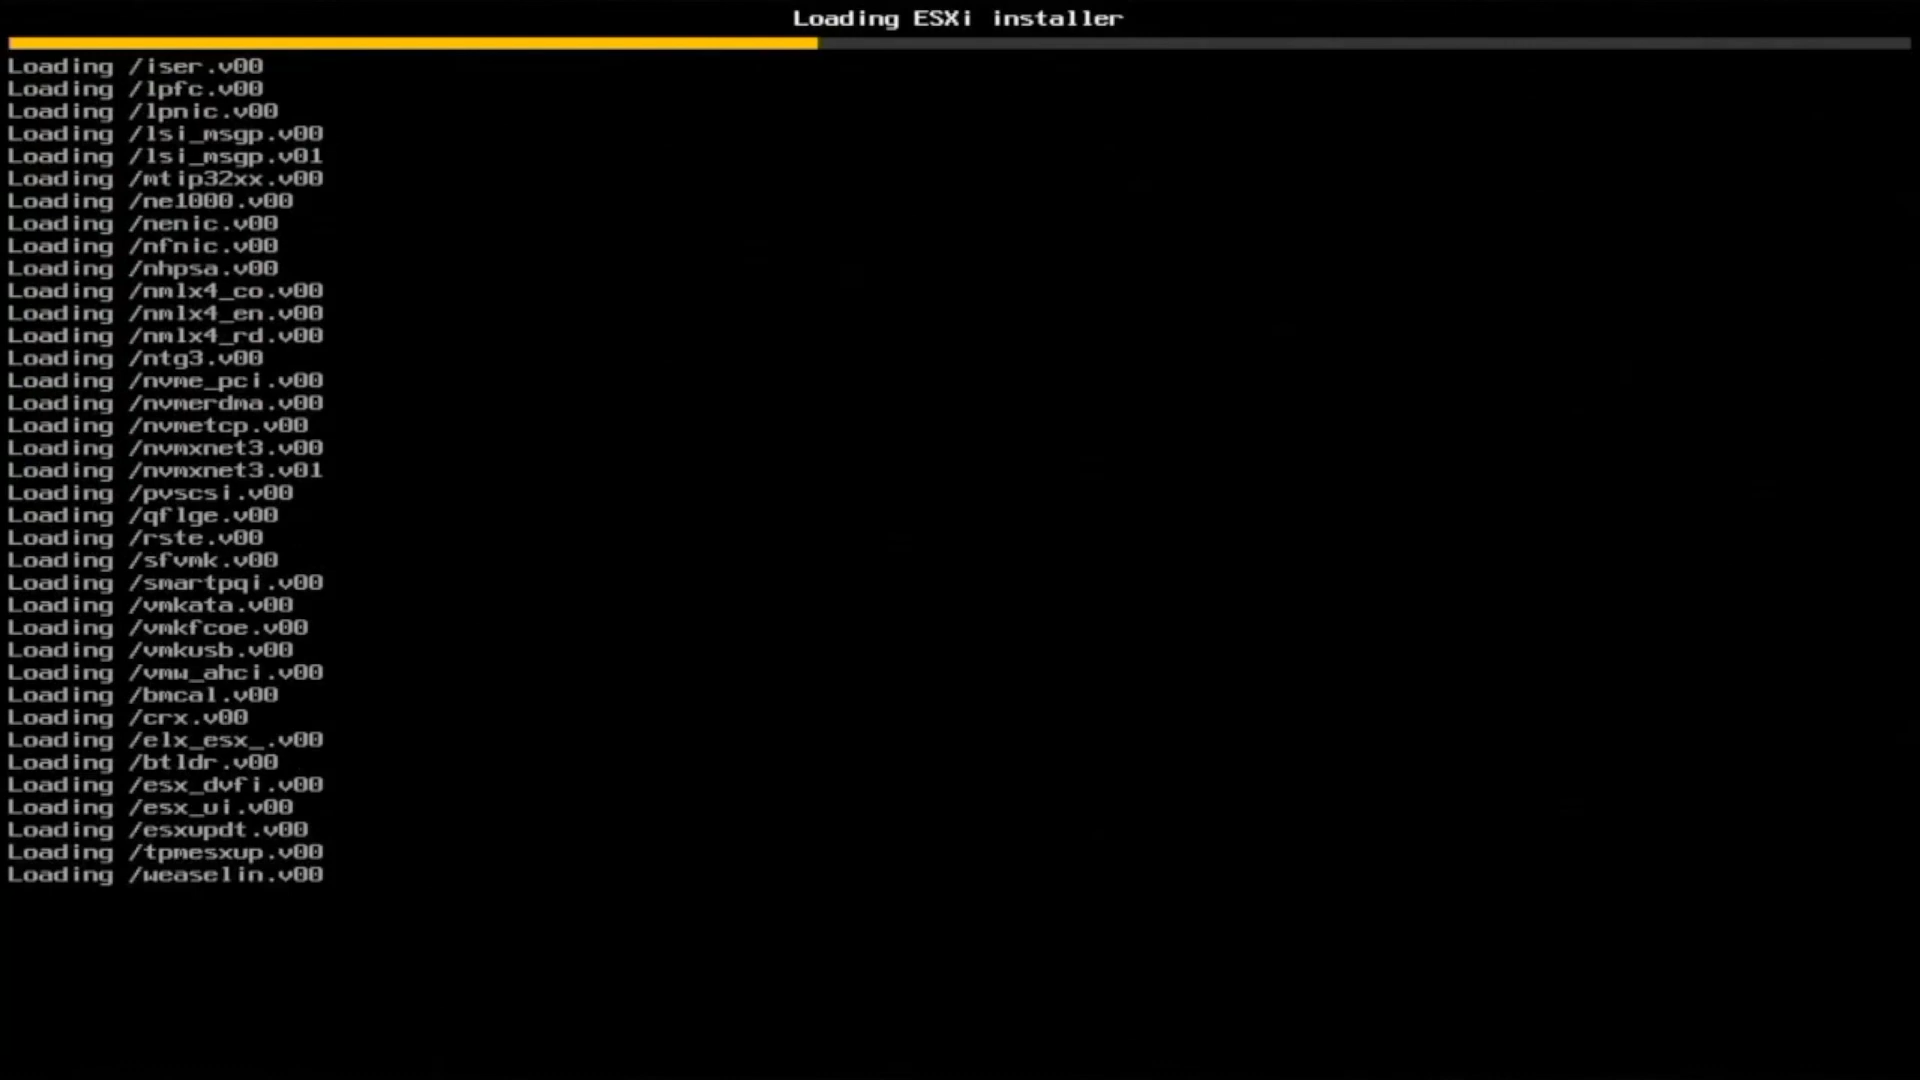 Loading ESXi installer
Loading /iser.v00
Loading /lpfc.v00
Loading /lpnic.v00
Loading /lsi_msgp.v00
Loading /lsi_msgp.v01
Loading /mtip32xx.v00
Loading /ne1000.v00
Loading /nenic.v00
Loading /nfnic.v00
Loading /nhpsa.v00
Loading /nmlx4_co.v00
Loading /nmlx4_en.v00
Loading /nmlx4_rd.v00
Loading /ntg3.v00
Loading /nvme_pci.v00
Loading /nvmerdma.v00
Loading /nvmetcp.v00
Loading /nvmxnet3.v00
Loading /nvmxnet3.v01
Loading /pvscsi.v00
Loading /qflge.v00
Loading /rste.v00
Loading /sfvmk.v00
Loading /smartpqi.v00
Loading /vmkata.v00
Loading /vmkfcoe.v00
Loading /vmkusb.v00
Loading /vmw_ahci.v00
Loading /bmcal.v00
Loading /crx.v00
Loading /elx_esx_.v00
Loading /btldr.v00
Loading /esx_dvfi.v00
Loading /esx_ui.v00
Loading /esxupdt.v00
Loading /tpmesxup.v00
Loading /weaselin.v00